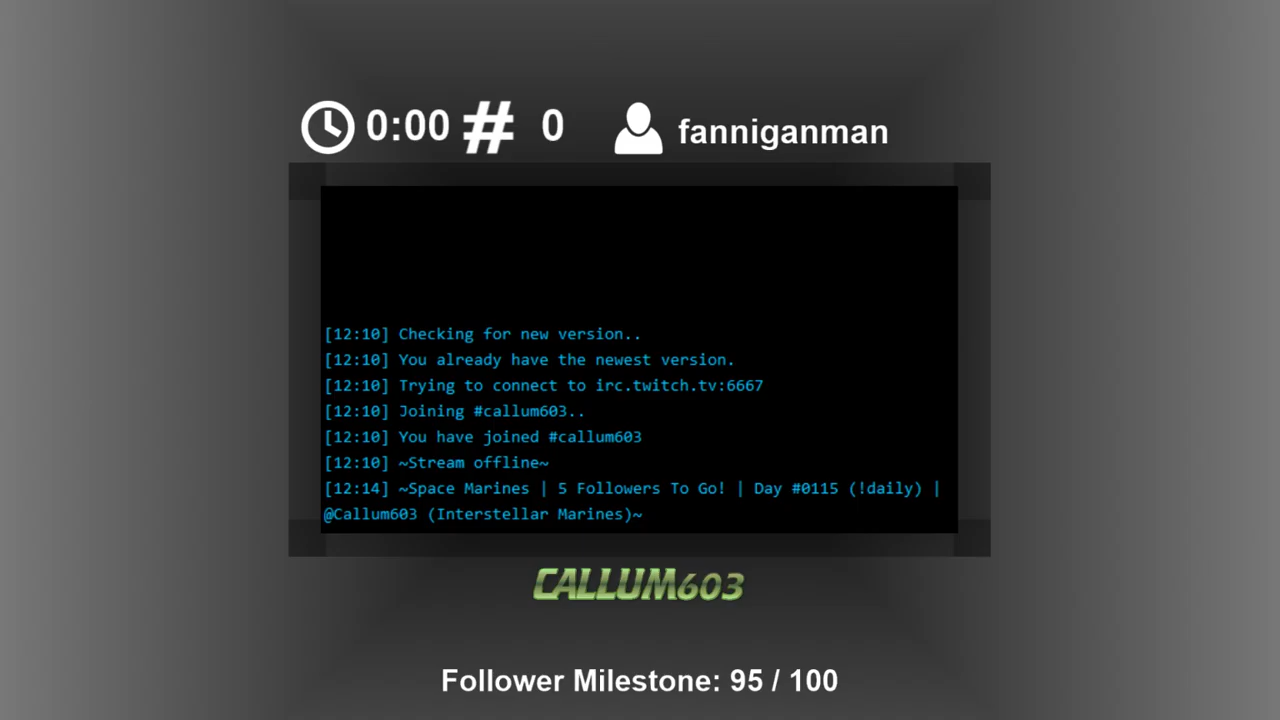 0:00 # 0 fanniganman
[12:10] Checking for new version..
[12:10] You already have the newest version.
[12:10] Trying to connect to irc.twitch.tv:6667
[12:10] Joining #callum603..
[12:10] You have joined #callum603
[12:10] ~Stream offline~
[12:14] ~Space Marines | 5 Followers To Go! | Day #0115 (!daily) |
@Callum603 (Interstellar Marines)~
CALLUM603
Follower Milestone: 95 / 100